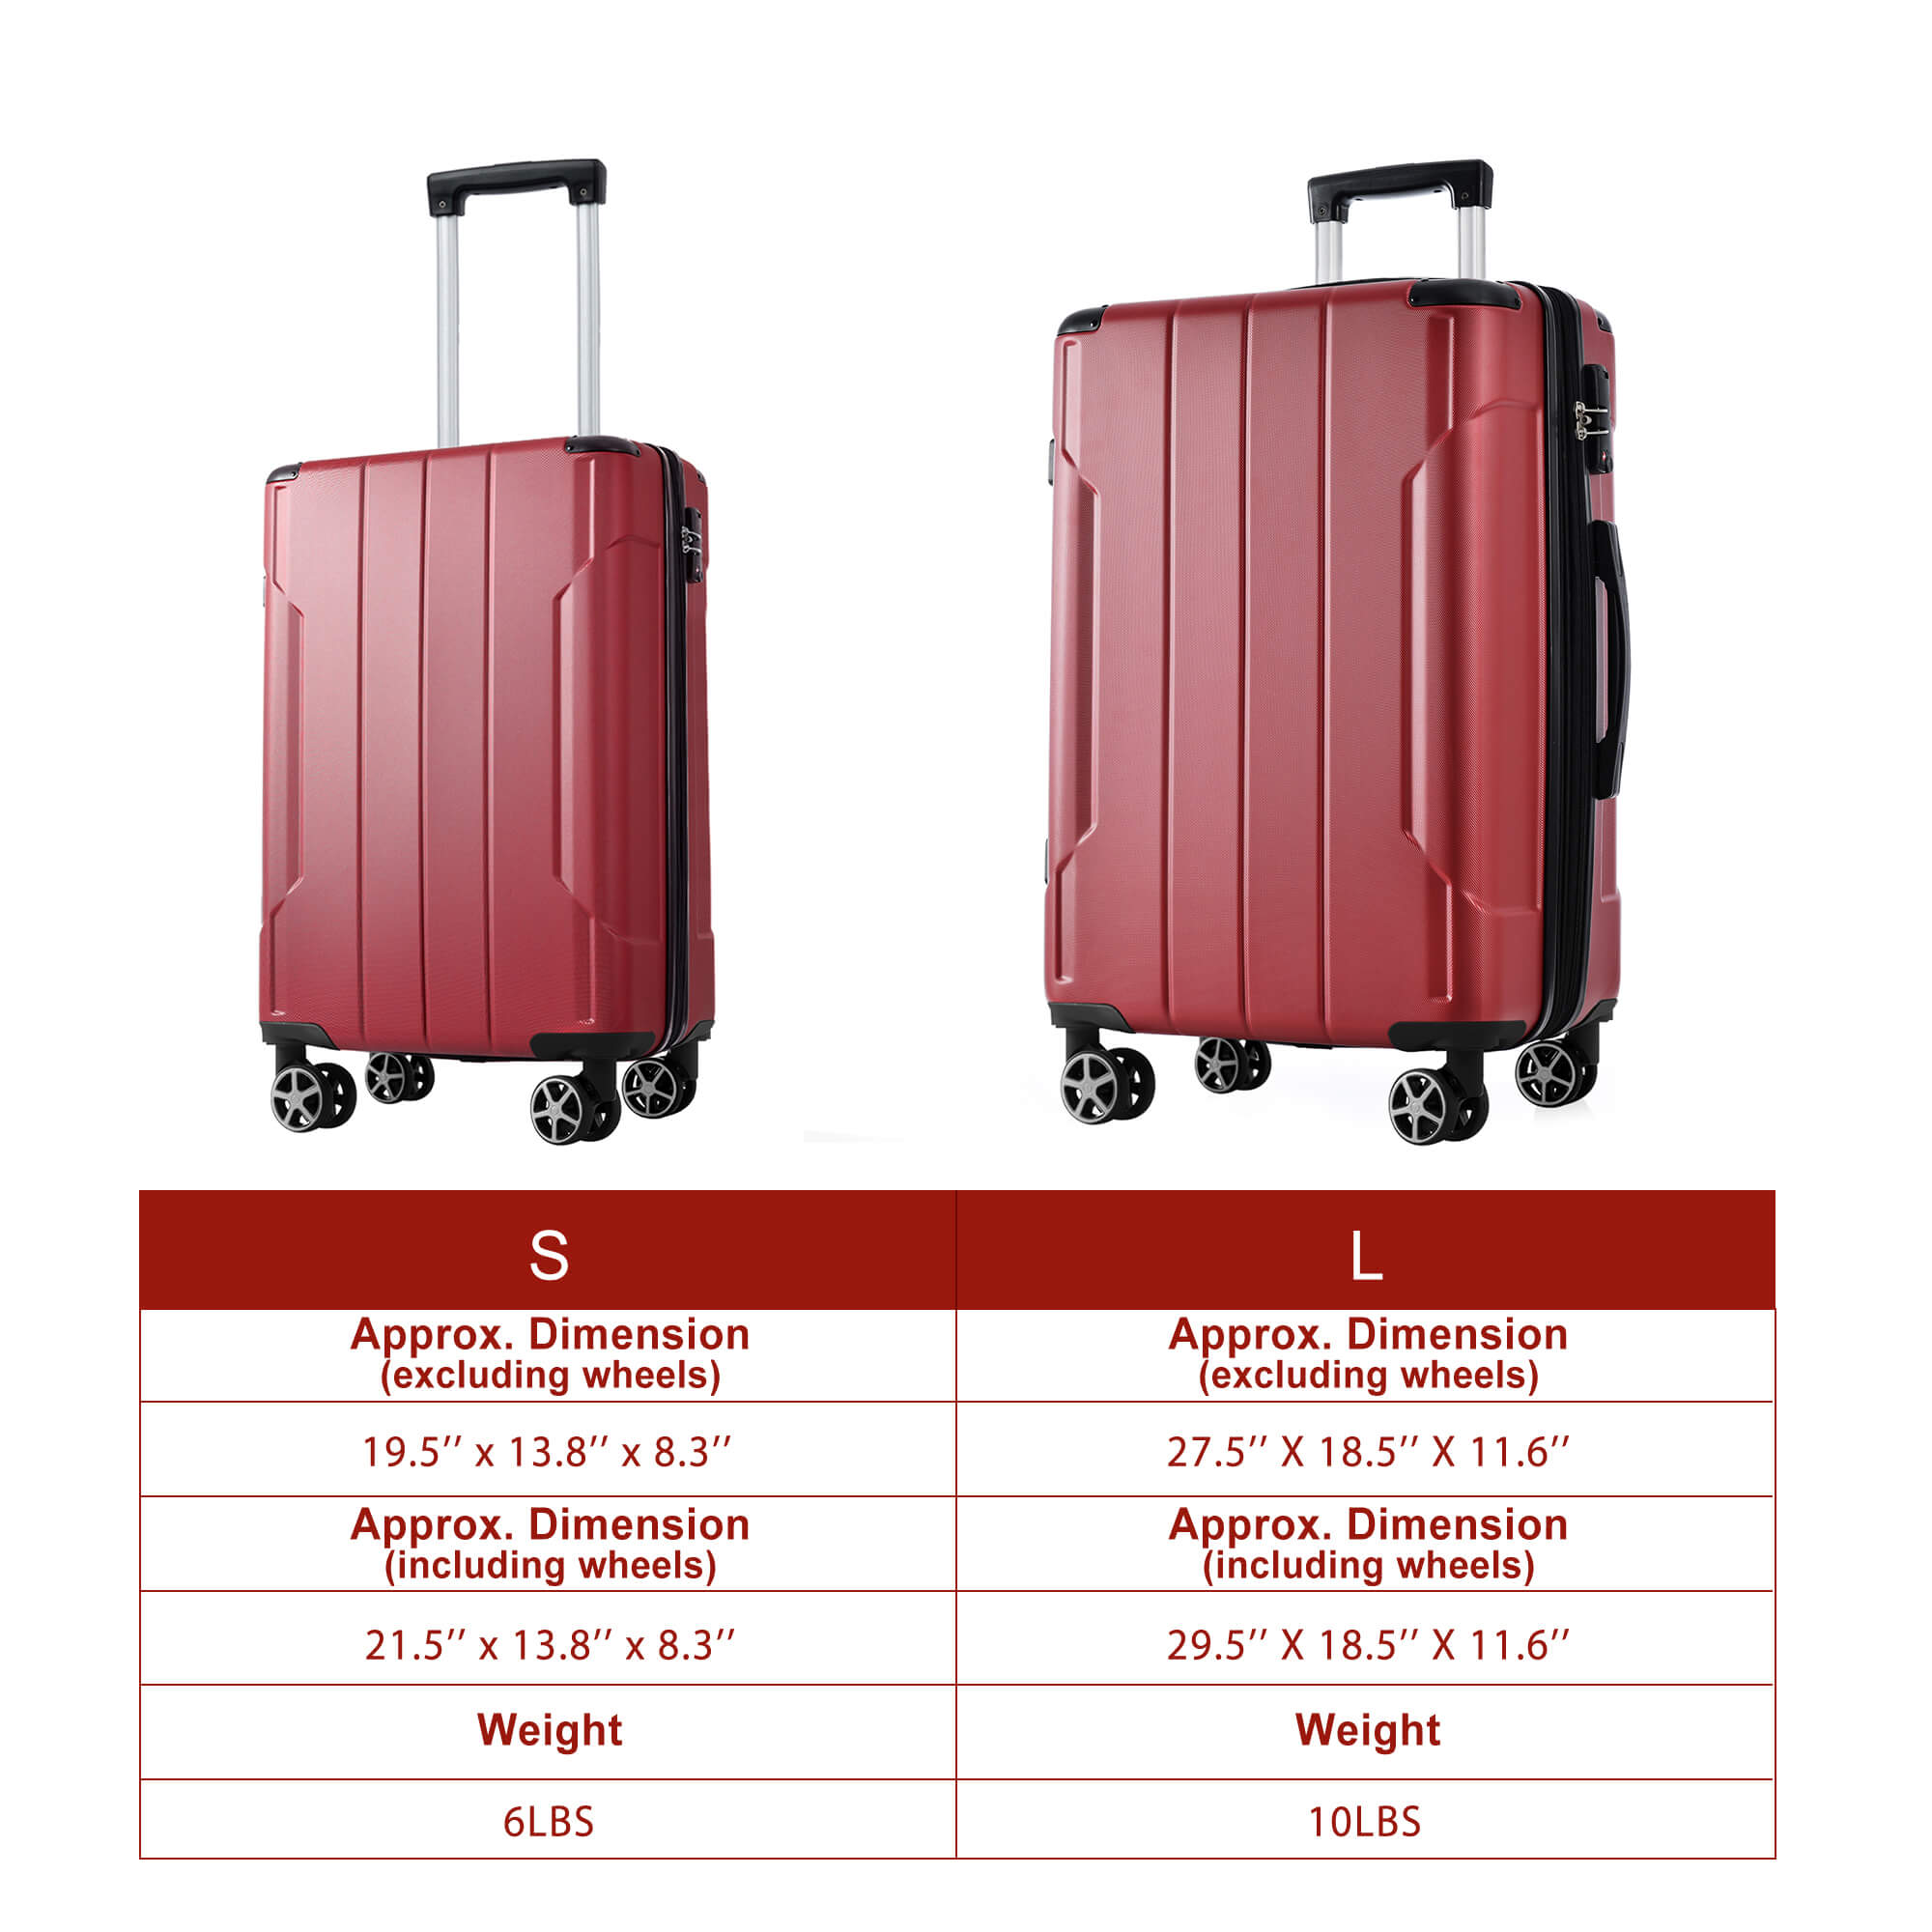 S
L
Approx. Dimension
(excluding wheels)
Approx. Dimension
(excluding wheels)
19.5’’ x 13.8’’ x 8.3’’
27.5’’ X 18.5’’ X 11.6’’
Approx. Dimension
(including wheels)
Approx. Dimension
(including wheels)
21.5’’ x 13.8’’ x 8.3’’
29.5’’ X 18.5’’ X 11.6’’
Weight
Weight
6LBS
10LBS